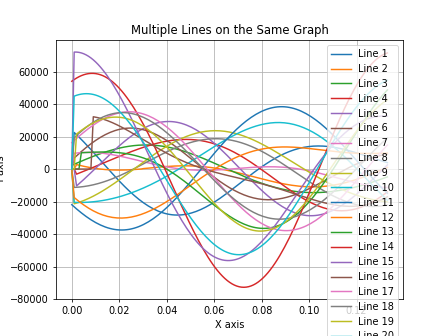 Multiple Lines on the Same Graph
60000
40000
20000
0
−20000
−40000
−60000
−80000
0.00
0.02
0.04
0.06
0.08
0.10
X axis
axis
Line 1
Line 2
Line 3
Line 4
Line 5
Line 6
Line 7
Line 8
Line 9
Line 10
Line 11
Line 12
Line 13
Line 14
Line 15
Line 16
Line 17
Line 18
Line 19
Line 20